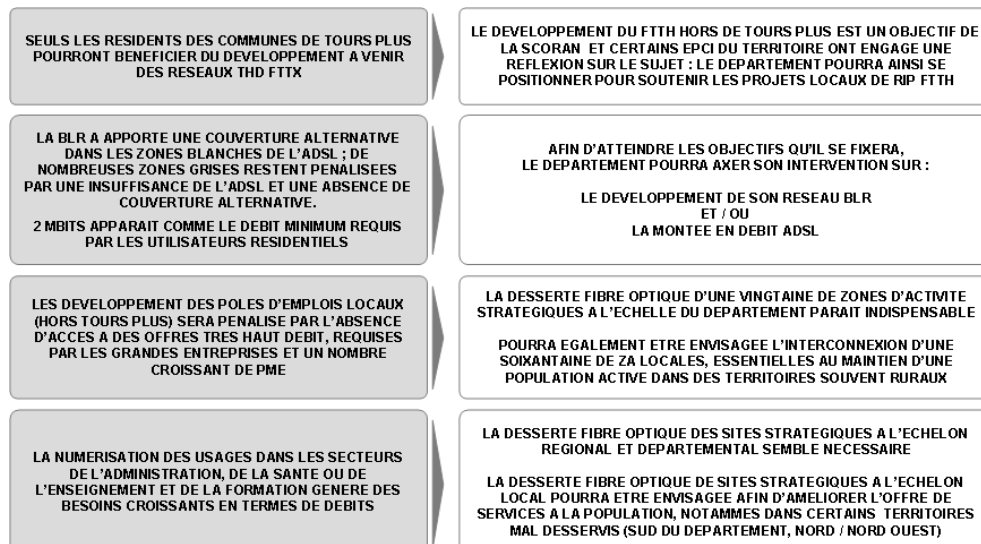 SEULS LES RESIDENTS DES COMMUNES DE TOURS PLUS
POURRONT BENEFICIER DU DEVELOPPEMENT A VENIR
DES RESEAUX THD FTTX
LE DEVELOPPEMENT DU FTTH HORS DE TOURS PLUS EST UN OBJECTIF DE
LA SCORAN ET CERTAINS EPCI DU TERRITOIRE ONT ENGAGE UNE
REFLEXION SUR LE SUJET : LE DEPARTEMENT POURRA AINSI SE
POSITIONNER POUR SOUTENIR LES PROJETS LOCAUX DE RIP FTTH
LA BLR A APPORTE UNE COUVERTURE ALTERNATIVE
DANS LES ZONES BLANCHES DE L'ADSL ; DE
NOMBREUSES ZONES GRISES RESTENT PENALISEES
PAR UNE INSUFFISANCE DE L'ADSL ET UNE ABSENCE DE
COUVERTURE ALTERNATIVE.
2 MBITS APPARAIT COMME LE DEBIT MINIMUM REQUIS
PAR LES UTILISATEURS RESIDENTIELS
AFIN D'ATTEINDRE LES OBJECTIFS QU'IL SE FIXERA,
LE DEPARTEMENT POURRA AXER SON INTERVENTION SUR :
LE DEVELOPPEMENT DE SON RESEAU BLR
ET / OU
LA MONTEE EN DEBIT ADSL
LES DEVELOPPEMENT DES POLES D'EMPLOIS LOCAUX
(HORS TOURS PLUS) SERA PENALISE PAR L'ABSENCE
D'ACCES A DES OFFRES TRES HAUT DEBIT, REQUISES
PAR LES GRANDES ENTREPRISES ET UN NOMBRE
CROISSANT DE PME
LA DESSERTE FIBRE OPTIQUE D'UNE VINGTAINE DE ZONES D'ACTIVITE
STRATEGIQUES A L'ECHELLE DU DEPARTEMENT PARAIT INDISPENSABLE
POURRA EGALEMENT ETRE ENVISAGEE L'INTERCONNEXION D'UNE
SOIXANTAINE DE ZA LOCALES, ESSENTIELLES AU MAINTIEN D'UNE
POPULATION ACTIVE DANS DES TERRITOIRES SOUVENT RURAUX
LA NUMERISATION DES USAGES DANS LES SECTEURS
DE L'ADMINISTRATION, DE LA SANTE OU DE
L'ENSEIGNEMENT ET DE LA FORMATION GENERE DES
BESOINS CROISSANTS EN TERMES DE DEBITS
LA DESSERTE FIBRE OPTIQUE DES SITES STRATEGIQUES A L'ECHELON
REGIONAL ET DEPARTEMENTAL SEMBLE NECESSAIRE
LA DESSERTE FIBRE OPTIQUE DE SITES STRATEGIQUES A L'ECHELON
LOCAL POURRA ETRE ENVISAGEE AFIN D'AMELIORER L'OFFRE DE
SERVICES A LA POPULATION, NOTAMMES DANS CERTAINS TERRITOIRES
MAL DESSERVIS (SUD DU DEPARTEMENT, NORD / NORD OUEST)